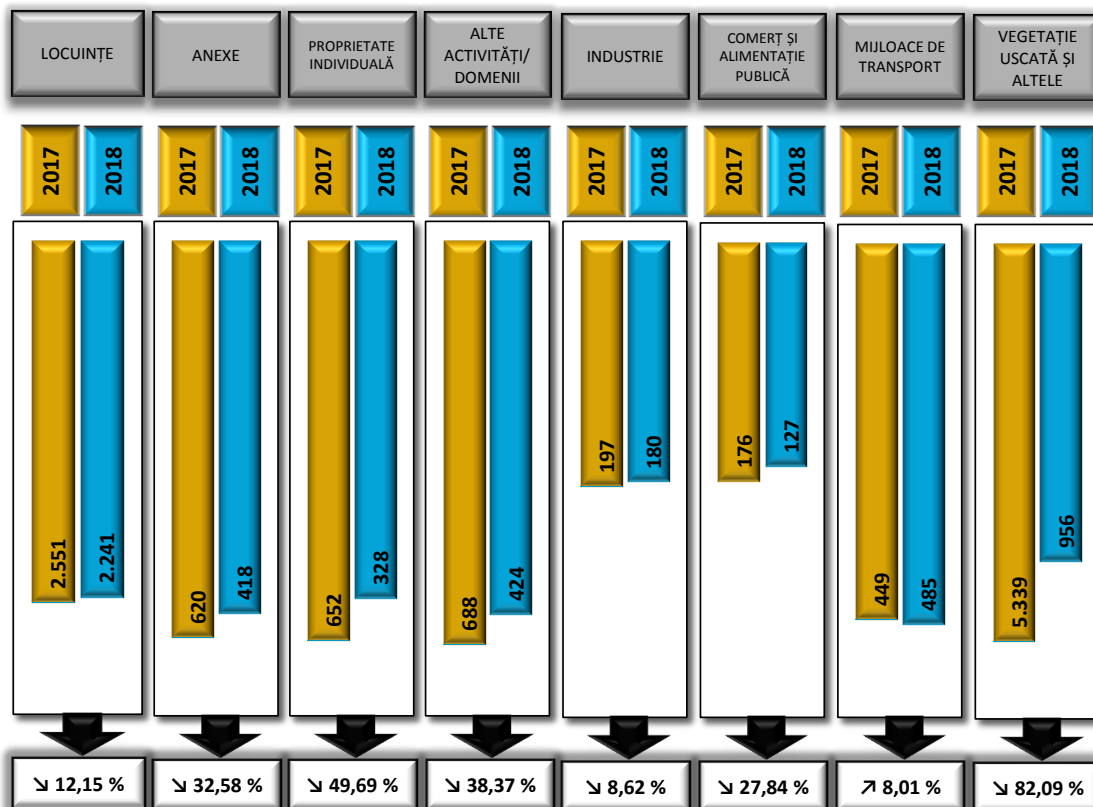 LOCUINȚE
ANEXE
PROPRIETATE
INDIVIDUALĂ
ALTE
ACTIVITĂȚI/
DOMENII
INDUSTRIE
COMERȚ ȘI
ALIMENTAȚIE
PUBLICĂ
MIJLOACE DE
TRANSPORT
VEGETAȚIE
USCATĂ ȘI
ALTELE
2017
2018
2017
2018
2017
2018
2017
2018
2017
2018
2017
2018
2017
2018
2017
2018
2.551
2.241
620
418
652
328
688
424
197
180
176
127
449
485
5.339
956
↘ 12,15 %
↘ 32,58 %
↘ 49,69 %
↘ 38,37 %
↘ 8,62 %
↘ 27,84 %
↗ 8,01 %
↘ 82,09 %